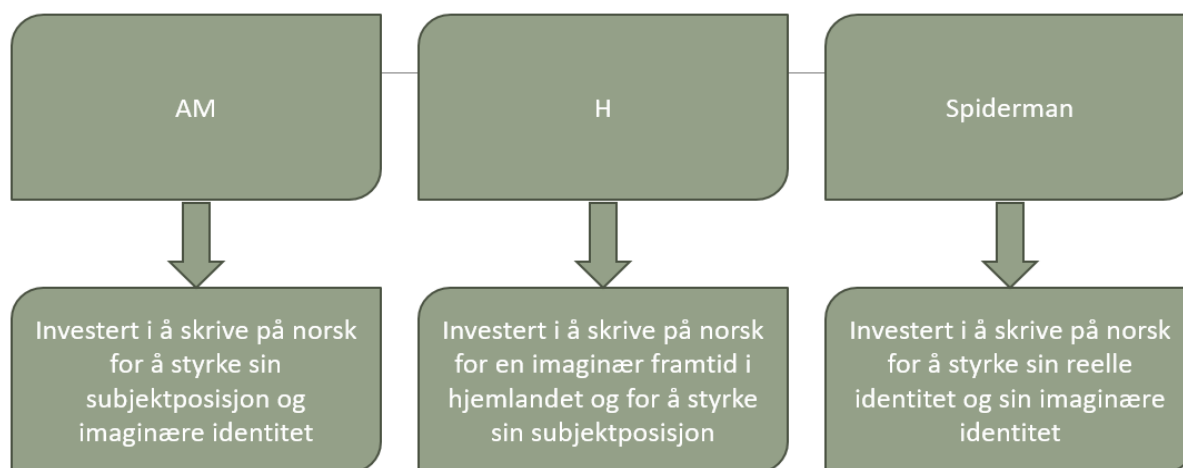 AM
H
Spiderman
Investert i å skrive på norsk
for å styrke sin
subjektposisjon og
imaginære identitet
Investert i å skrive på norsk
for en imaginær framtid i
hjemlandet og for å styrke
sin subjektposisjon
Investert i å skrive på norsk
for å styrke sin reelle
identitet og sin imaginære
identitet